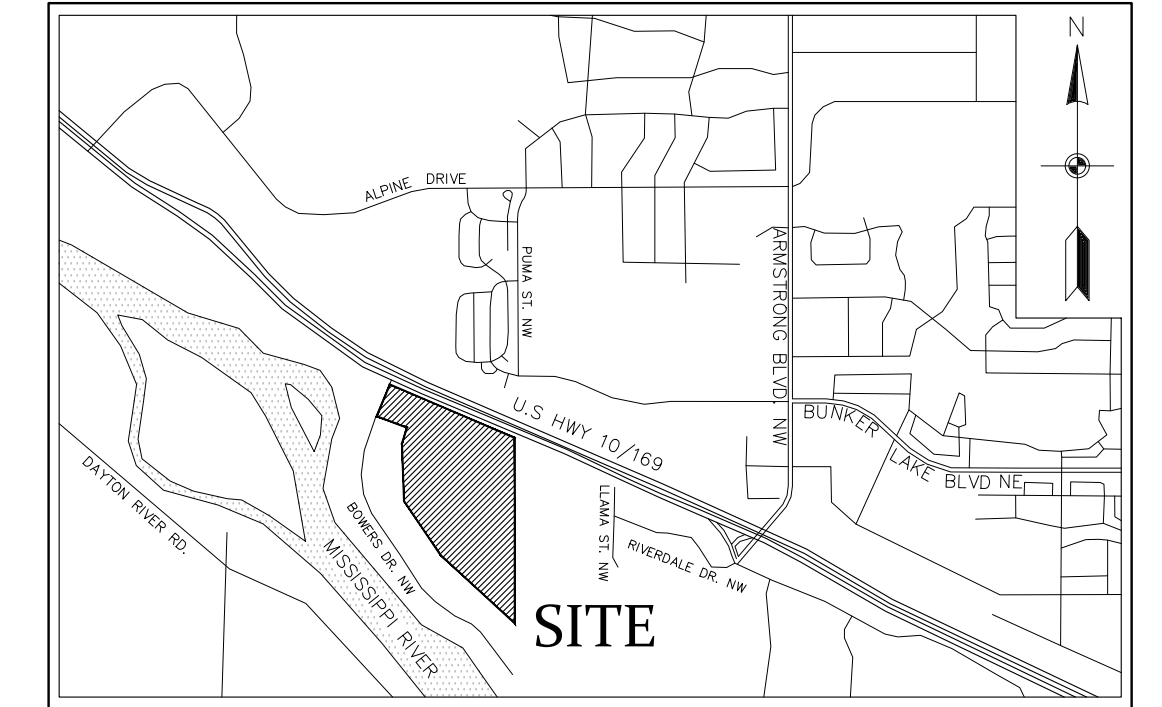 N
ALPINE DRIVE
PUMA ST. NW
ARMSTRONG BLVD. NW
U.S HWY 10/169
BUNKER
LAKE BLVD NE
DAYTON RIVER RD.
BOWERS DR. NW
MISSISSIPPI RIVER
LLAMA ST. NW
RIVERDALE DR. NW
SITE